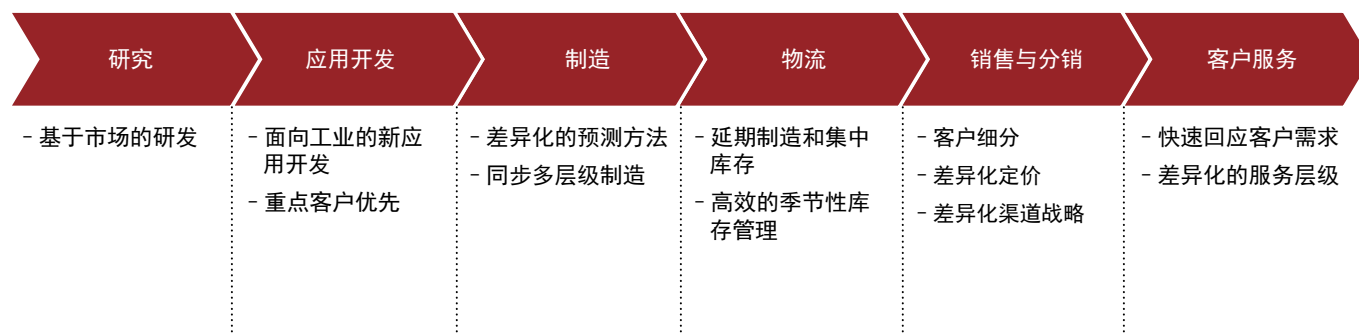 研究
应用开发
制造
物流
销售与分销
客户服务
- 基于市场的研发
- 面向工业的新应
用开发
- 重点客户优先
- 差异化的预测方法
- 同步多层级制造
- 延期制造和集中
库存
- 高效的季节性库
存管理
- 客户细分
- 差异化定价
- 差异化渠道战略
- 快速回应客户需求
- 差异化的服务层级